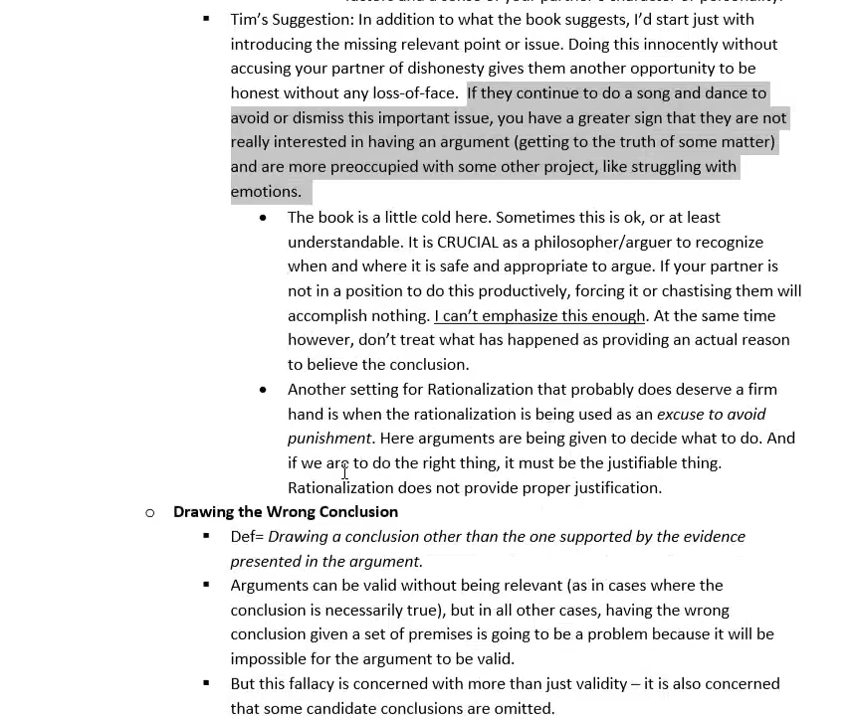 Tim's Suggestion: In addition to what the book suggests, I'd start just with
introducing the missing relevant point or issue. Doing this innocently without
accusing your partner of dishonesty gives them another opportunity to be
honest without any loss-of-face. If they continue to do a song and dance to
avoid or dismiss this important issue, you have a greater sign that they are not
really interested in having an argument (getting to the truth of some matter)
and are more preoccupied with some other project, like struggling with
emotions.
The book is a little cold here. Sometimes this is ok, or at least
understandable. It is CRUCIAL as a philosopher/arguer to recognize
when and where it is safe and appropriate to argue. If your partner is
not in a position to do this productively, forcing it or chastising them will
accomplish nothing. I can't emphasize this enough. At the same time
however, don't treat what has happened as providing an actual reason
to believe the conclusion.
Another setting for Rationalization that probably does deserve a firm
hand is when the rationalization is being used as an excuse to avoid
punishment. Here arguments are being given to decide what to do. And
if we are to do the right thing, it must be the justifiable thing.
Rationalization does not provide proper justification.
Drawing the Wrong Conclusion
Def= Drawing a conclusion other than the one supported by the evidence
presented in the argument.
Arguments can be valid without being relevant (as in cases where the
conclusion is necessarily true), but in all other cases, having the wrong
conclusion given a set of premises is going to be a problem because it will be
impossible for the argument to be valid.
But this fallacy is concerned with more than just validity – it is also concerned
that some candidate conclusions are omitted.